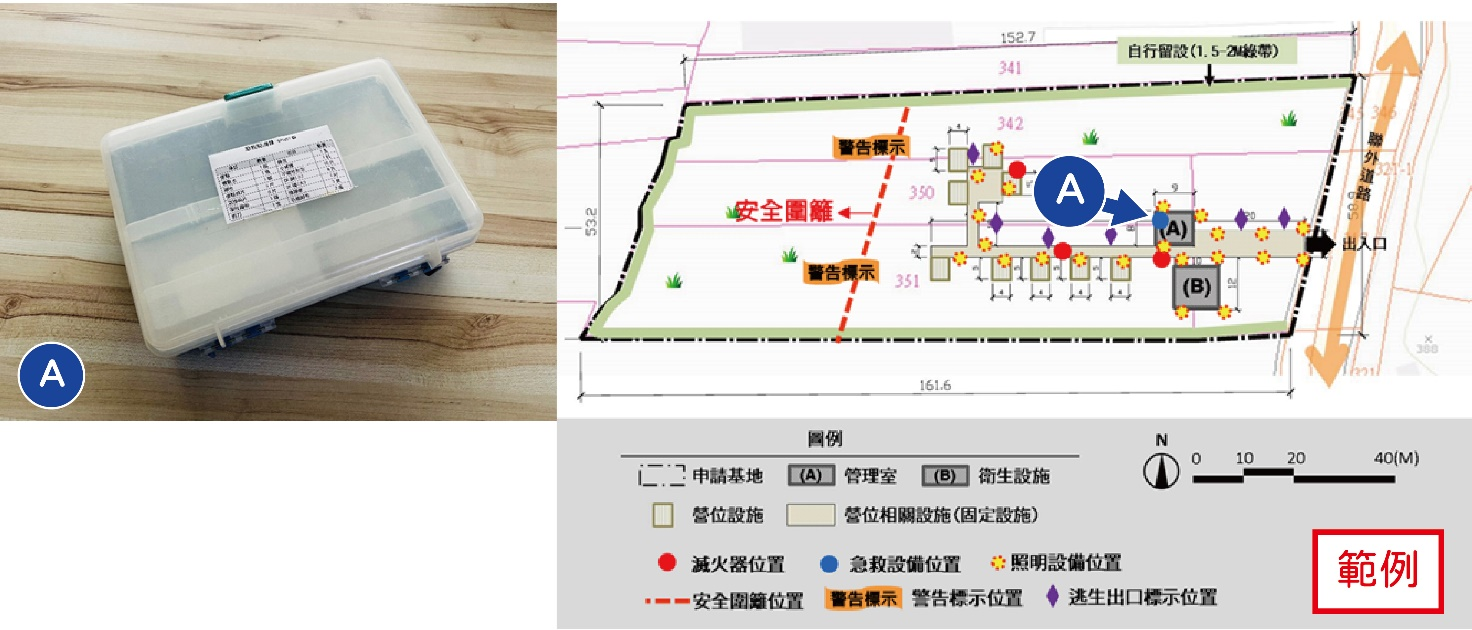 A
152.7
自行留設(1.5-2M綠帶)
341
342
警告標示
350
安全圍籬
53.2
警告標示
351
A
9
(A)
20
聯外道路
出入口
(B)
10
12
161.6
388
圖例
申請基地
(A) 管理室
(B) 衛生設施
營位設施
營位相關設施(固定設施)
滅火器位置
急救設備位置
照明設備位置
安全圍籬位置
警告標示 警告標示位置
逃生出口標示位置
N
0 10 20 40(M)
範例